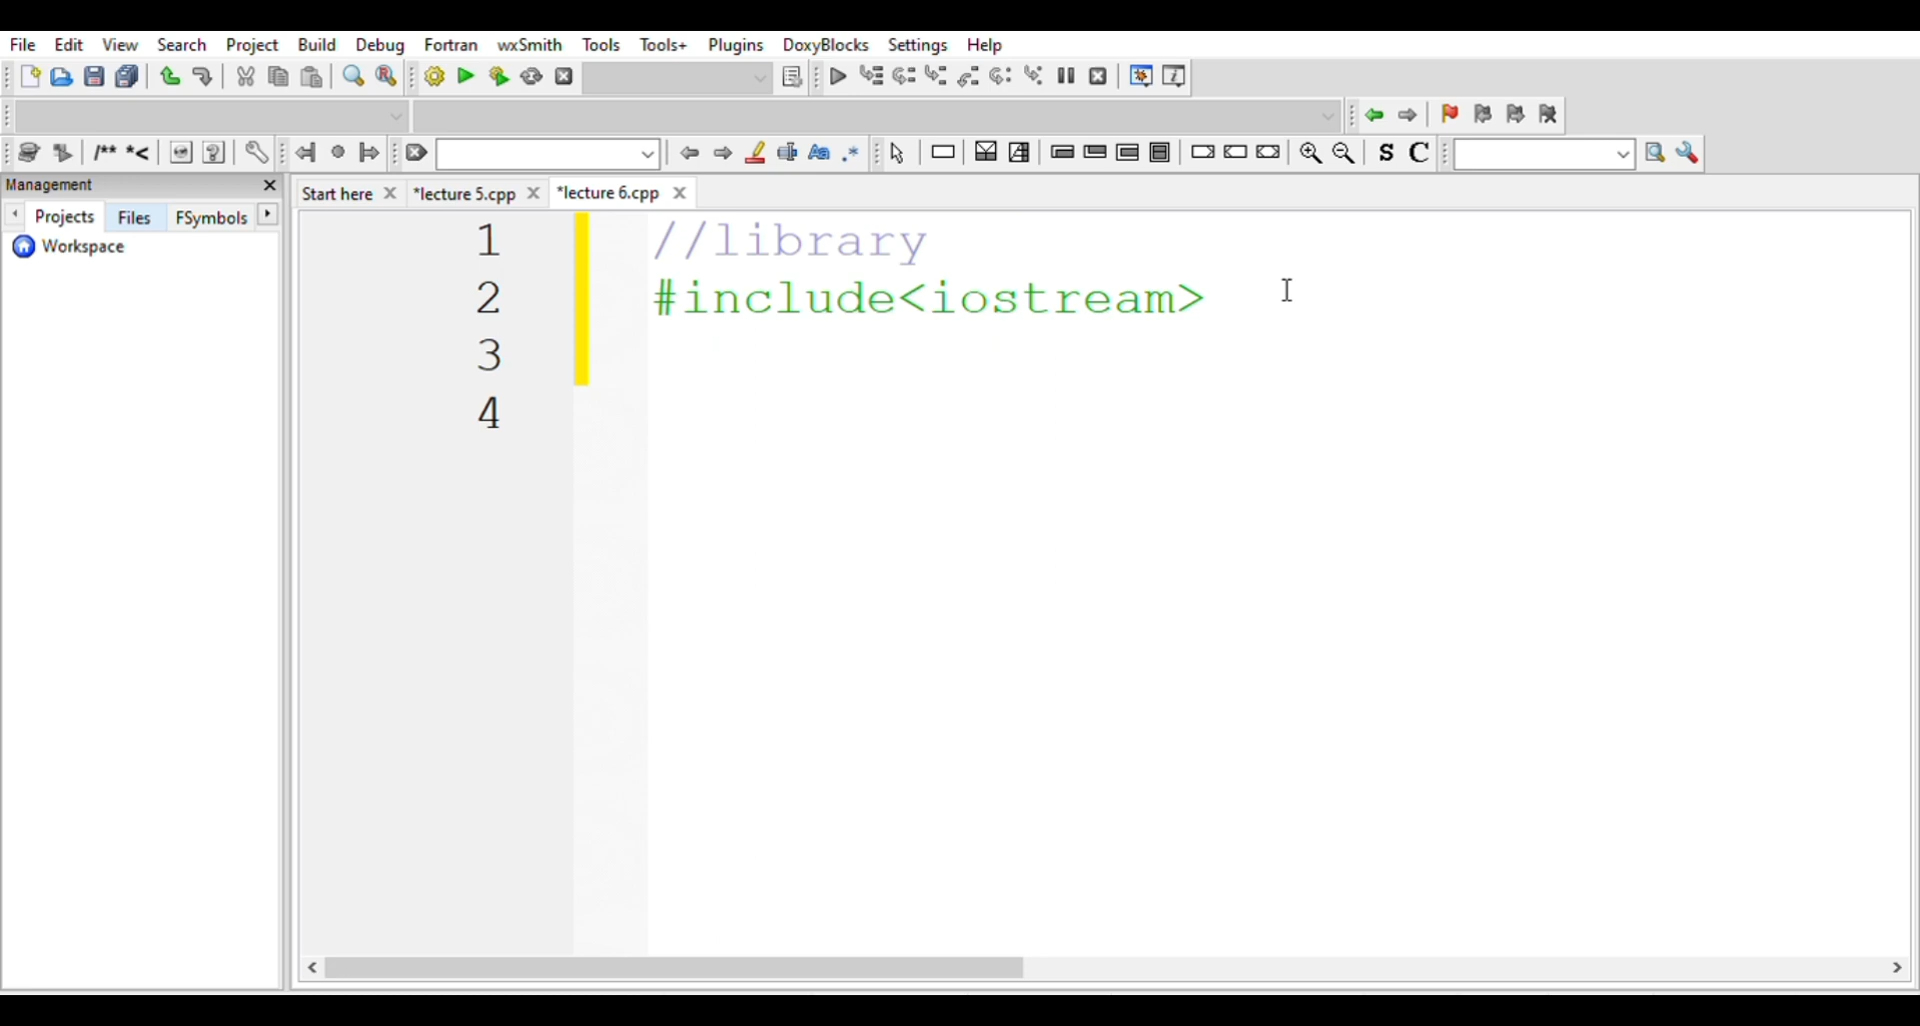 File Edit View Search Project Build Debug Fortran wxSmith Tools Tools+ Plugins DoxyBlocks Settings Help
/** *< Aa .* S C
Management
Start here *lecture 5.cpp *lecture 6.cpp
Projects Files FSymbols
Workspace
1 //library
2 #include<iostream>
3
4